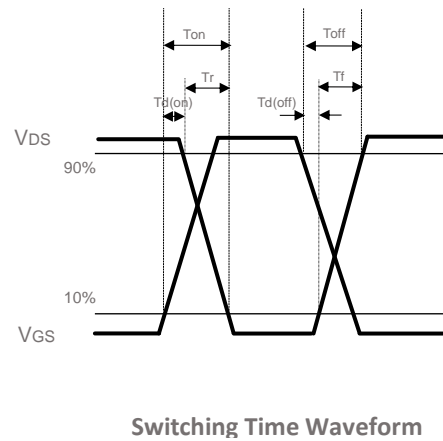 Ton
Toff
Tr
Tf
Td(on)
Td(off)
VDS
90%
10%
VGS
Switching Time Waveform